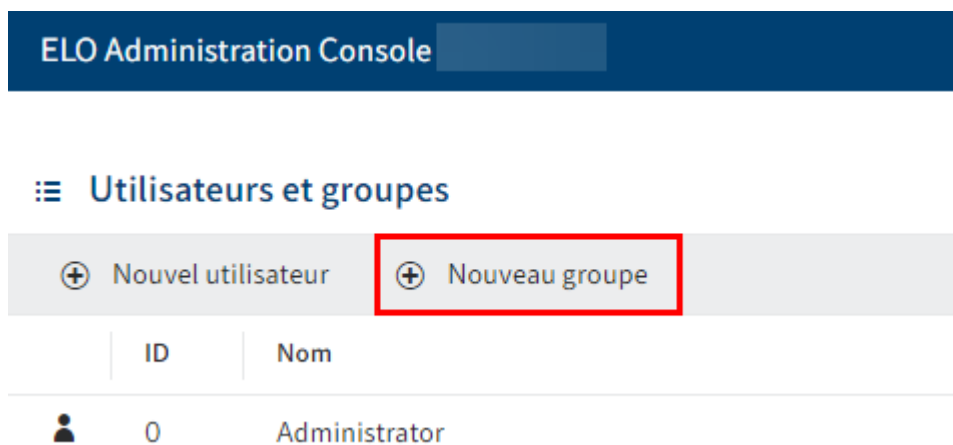 ELO Administration Console
Utilisateurs et groupes
Nouvel utilisateur Nouveau groupe
ID Nom
0 Administrator